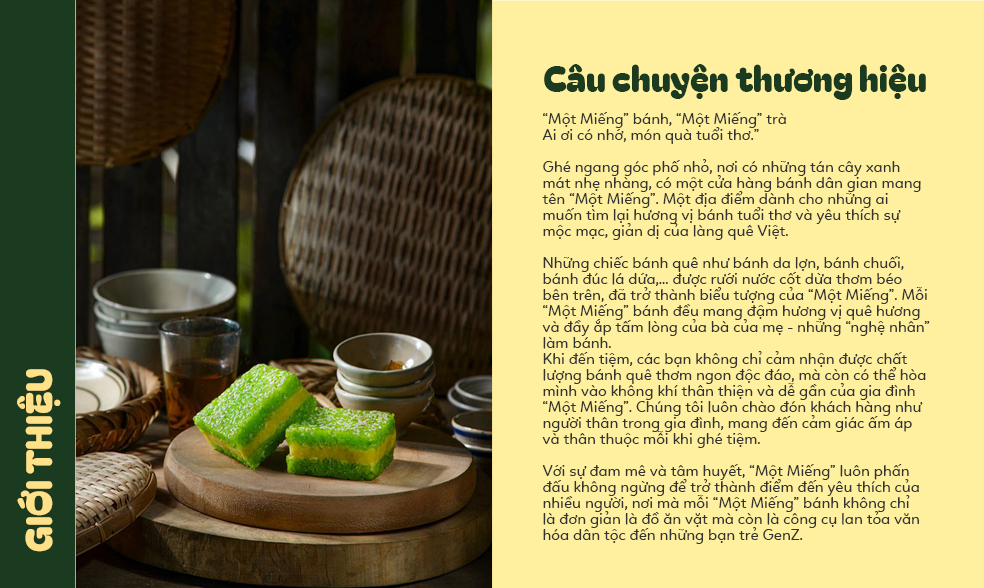 GIỚI THIỆU
Câu chuyện thương hiệu
“Một Miếng” bánh, “Một Miếng” trà
Ai ơi có nhớ, món quà tuổi thơ.”
Ghé ngang góc phố nhỏ, nơi có những tán cây xanh
mát nhẹ nhàng, có một cửa hàng bánh dân gian mang
tên “Một Miếng”. Một địa điểm dành cho những ai
muốn tìm lại hương vị bánh tuổi thơ và yêu thích sự
mộc mạc, giản dị của làng quê Việt.
Những chiếc bánh quê như bánh da lợn, bánh chuối,
bánh đúc lá dứa,... được rưới nước cốt dừa thơm béo
bên trên, đã trở thành biểu tượng của “Một Miếng”. Mỗi
“Một Miếng” bánh đều mang đậm hương vị quê hương
và đầy ắp tấm lòng của bà của mẹ - những “nghệ nhân”
làm bánh.
Khi đến tiệm, các bạn không chỉ cảm nhận được chất
lượng bánh quê thơm ngon độc đáo, mà còn có thể hòa
mình vào không khí thân thiện và dễ gần của gia đình
“Một Miếng”. Chúng tôi luôn chào đón khách hàng như
người thân trong gia đình, mang đến cảm giác ấm áp
và thân thuộc mỗi khi ghé tiệm.
Với sự đam mê và tâm huyết, “Một Miếng” luôn phấn
đấu không ngừng để trở thành điểm đến yêu thích của
nhiều người, nơi mà mỗi “Một Miếng” bánh không chỉ
là đơn giản là đồ ăn vặt mà còn là công cụ lan tỏa văn
hóa dân tộc đến những bạn trẻ GenZ.